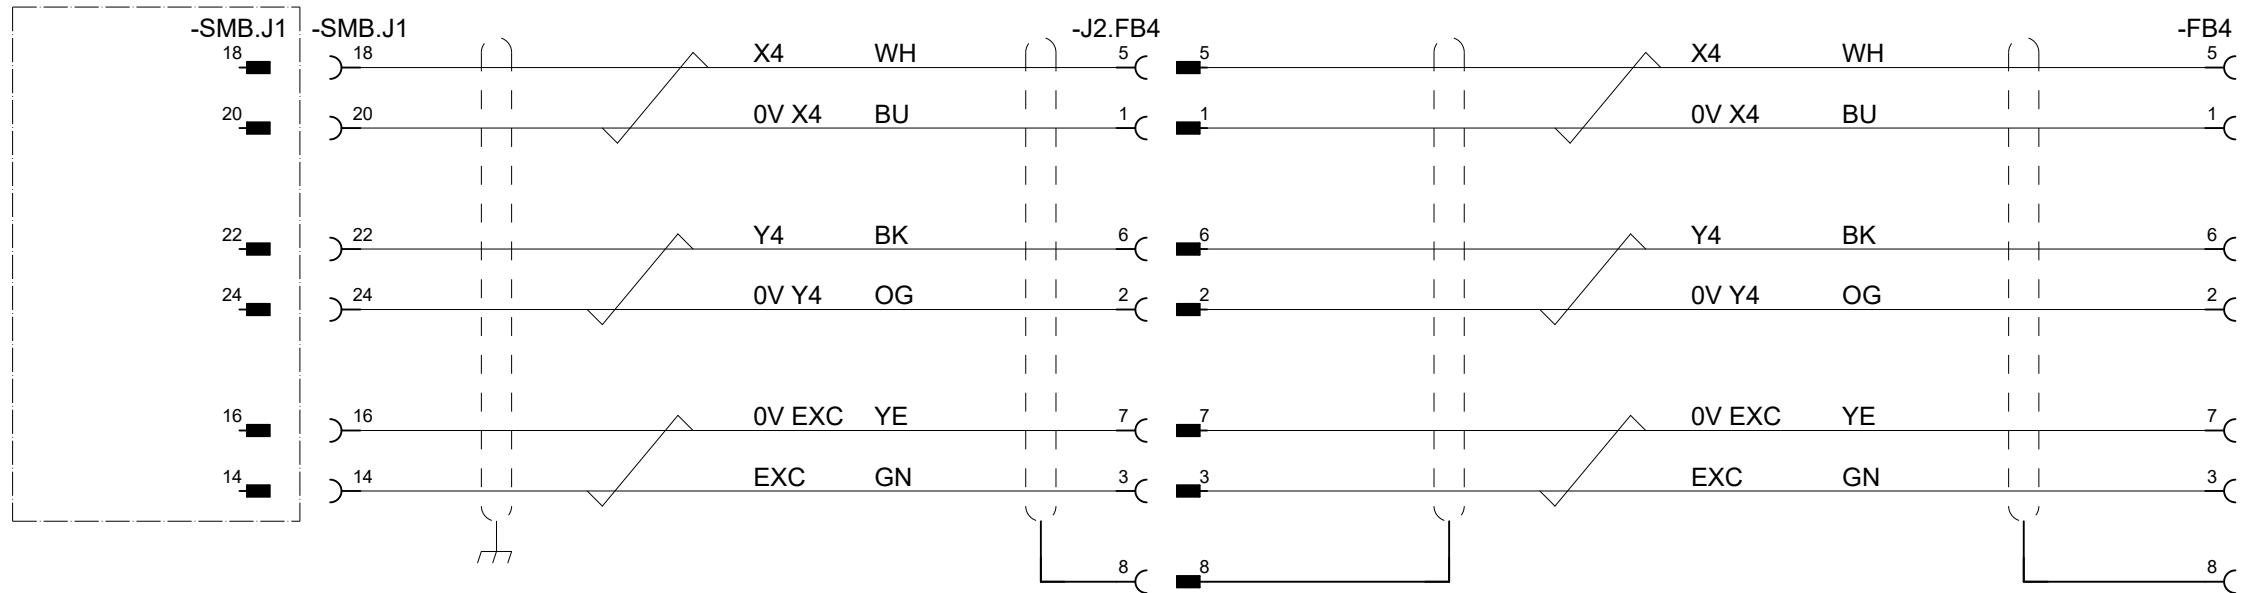 -SMB.J1 -SMB.J1 -J2.FB4 -FB4
18 18 X4 WH 5 5 X4 WH 5
20 20 0V X4 BU 1 1 0V X4 BU 1
22 22 Y4 BK 6 6 Y4 BK 6
24 24 0V Y4 OG 2 2 0V Y4 OG 2
16 16 0V EXC YE 7 7 0V EXC YE 7
14 14 EXC GN 3 3 EXC GN 3
8 8 8